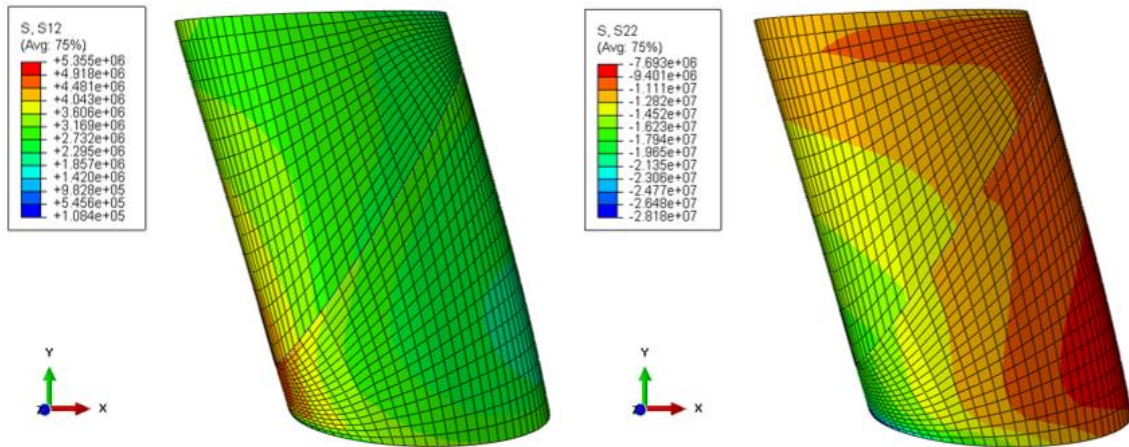 S, S12
(Avg: 75%)
+5.355e+06
+4.918e+06
+4.481e+06
+4.043e+06
+3.606e+06
+3.169e+06
+2.732e+06
+2.295e+06
+1.857e+06
+1.420e+06
+9.828e+05
+5.456e+05
+1.084e+05
Y
Z
X
S, S22
(Avg: 75%)
-7.693e+06
-9.401e+06
-1.111e+07
-1.282e+07
-1.452e+07
-1.623e+07
-1.794e+07
-1.965e+07
-2.135e+07
-2.306e+07
-2.477e+07
-2.648e+07
-2.818e+07
Y
Z
X